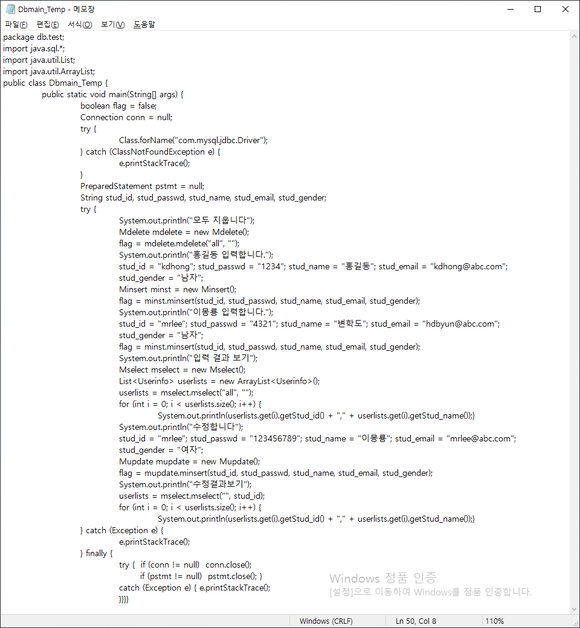 Dbmain_Temp - 메모장
파일(F) 편집(E) 서식(O) 보기(V) 도움말
package db.test;
import java.sql.*;
import java.util.List;
import java.util.ArrayList;
public class Dbmain_Temp {
public static void main(String[] args) {
boolean flag = false;
Connection conn = null;
try {
Class.forName("com.mysql.jdbc.Driver");
} catch (ClassNotFoundException e) {
e.printStackTrace();
}
PreparedStatement pstmt = null;
String stud_id, stud_passwd, stud_name, stud_email, stud_gender;
try {
System.out.println("모두 지웁니다");
Mdelete mdelete = new Mdelete();
flag = mdelete.mdelete("all", "");
System.out.println("홍길동 입력합니다.");
stud_id = "kdhong"; stud_passwd = "1234"; stud_name = "홍길동"; stud_email = "kdhong@abc.com";
stud_gender = "남자";
Minsert minst = new Minsert();
flag = minst.minsert(stud_id, stud_passwd, stud_name, stud_email, stud_gender);
System.out.println("이몽룡 입력합니다.");
stud_id = "mrlee"; stud_passwd = "4321"; stud_name = "변학도"; stud_email = "hdbyun@abc.com";
stud_gender = "남자";
flag = minst.minsert(stud_id, stud_passwd, stud_name, stud_email, stud_gender);
System.out.println("입력 결과 보기");
Mselect mselect = new Mselect();
List<Userinfo> userlists = new ArrayList<Userinfo>();
userlists = mselect.mselect("all", "");
for (int i = 0; i < userlists.size(); i++) {
System.out.println(userlists.get(i).getStud_id() + "," + userlists.get(i).getStud_name());}
System.out.println("수정합니다");
stud_id = "mrlee"; stud_passwd = "123456789"; stud_name = "이몽룡"; stud_email = "mrlee@abc.com";
stud_gender = "여자";
Mupdate mupdate = new Mupdate();
flag = mupdate.minsert(stud_id, stud_passwd, stud_name, stud_email, stud_gender);
System.out.println("수정결과보기");
userlists = mselect.mselect("", stud_id);
for (int i = 0; i < userlists.size(); i++) {
System.out.println(userlists.get(i).getStud_id() + "," + userlists.get(i).getStud_name());}
} catch (Exception e) {
e.printStackTrace();
} finally {
try { if (conn != null) conn.close();
if (pstmt != null) pstmt.close(); }
catch (Exception e) { e.printStackTrace();
}}}}
Windows 정품 인증
[설정]으로 이동하여 Windows를 정품 인증합니다.
Windows (CRLF) Ln 50, Col 8 110%